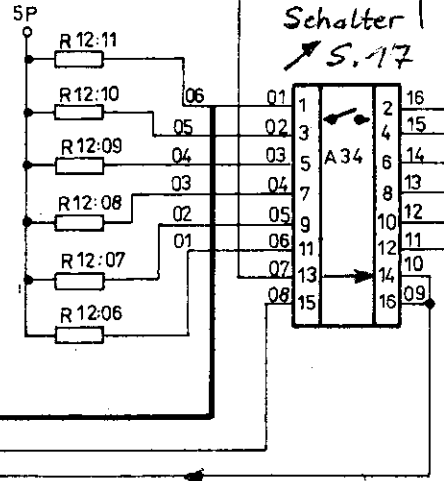 5P
Schalter
S.17
R 12:11
R 12:10
R 12:09
R 12:08
R 12:07
R 12:06
06
05
04
03
02
01
01 1 2 16
02 3 4 15
03 5 A34 6 14
04 7 8 13
05 9 10 12
06 11 12 11
07 13 14 10
08 15 16 09